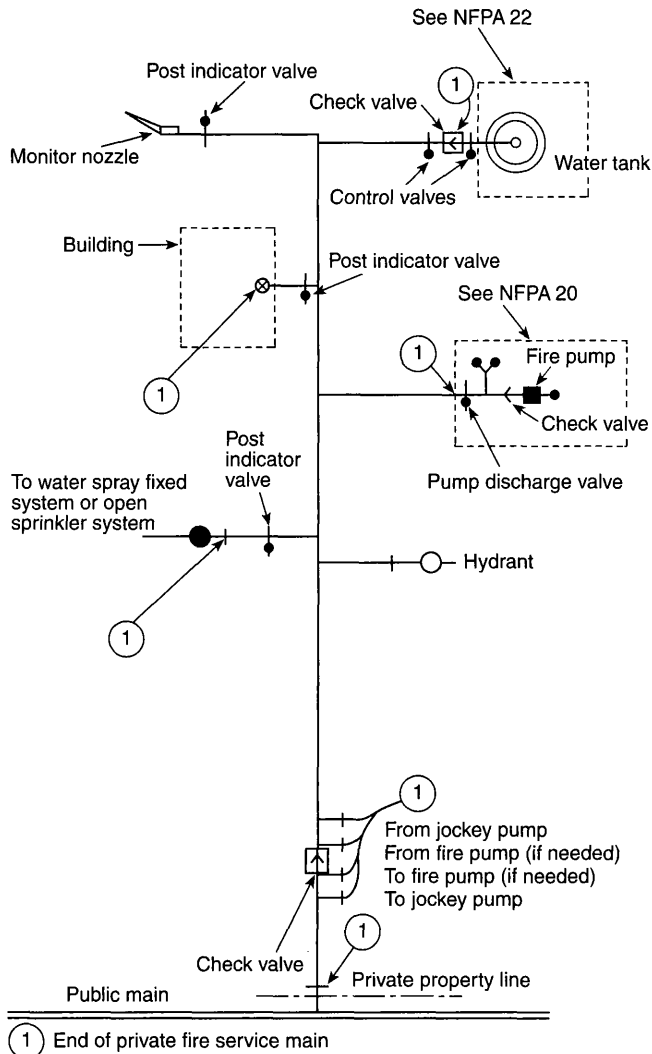 See NFPA 22
Post indicator valve
Check valve
1
Monitor nozzle
Water tank
Control valves
Building
Post indicator valve
See NFPA 20
1
Fire pump
1
Check valve
Post
indicator
valve
Pump discharge valve
To water spray fixed
system or open
sprinkler system
Hydrant
1
1
From jockey pump
From fire pump (if needed)
To fire pump (if needed)
To jockey pump
1
Check valve
Private property line
Public main
1 End of private fire service main